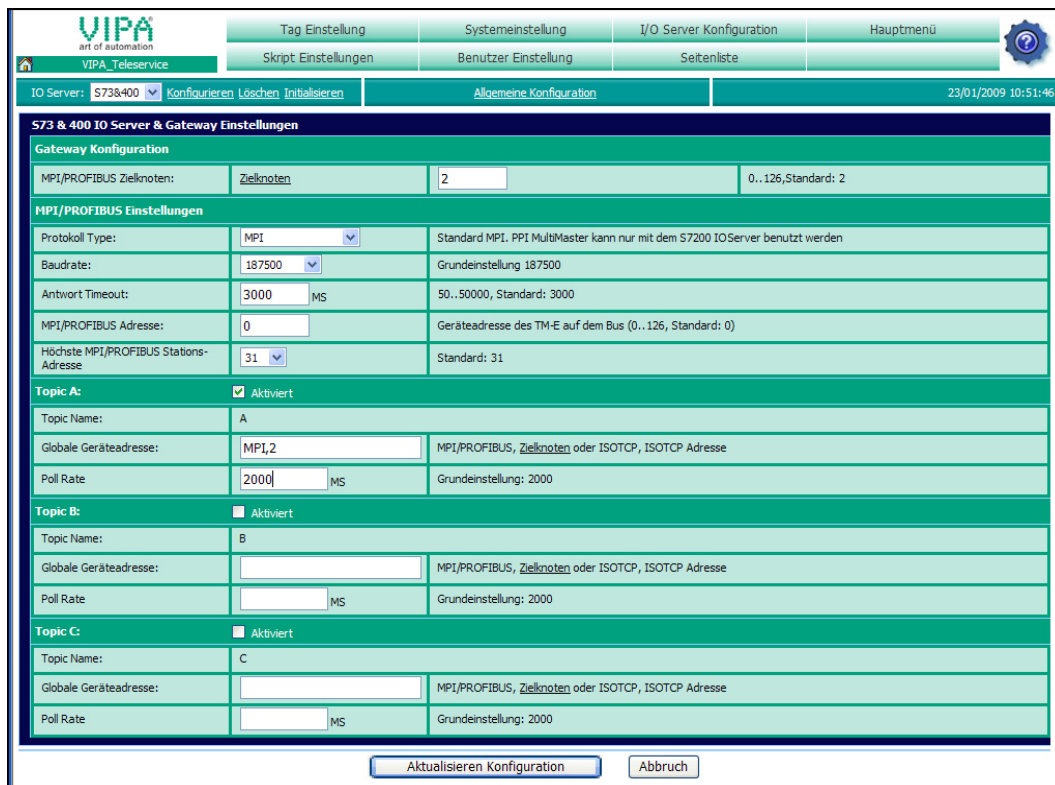 VIPA
art of automation
VIPA_Teleservice
Tag Einstellung
Systemeinstellung
I/O Server Konfiguration
Hauptmenü
Skript Einstellungen
Benutzer Einstellung
Seitenliste
IO Server: S73&400 Konfigurieren Löschen Initialisieren
Allgemeine Konfiguration
23/01/2009 10:51:46
S73 & 400 IO Server & Gateway Einstellungen
Gateway Konfiguration
MPI/PROFIBUS Zielknoten: Zielknoten 2 0..126,Standard: 2
MPI/PROFIBUS Einstellungen
Protokoll Type: MPI Standard MPI. PPI MultiMaster kann nur mit dem S7200 IOServer benutzt werden
Baudrate: 187500 Grundeinstellung 187500
Antwort Timeout: 3000 MS 50..50000, Standard: 3000
MPI/PROFIBUS Adresse: 0 Geräteadresse des TM-E auf dem Bus (0..126, Standard: 0)
Höchste MPI/PROFIBUS Stations-
Adresse 31 Standard: 31
Topic A: Aktiviert
Topic Name: A
Globale Geräteadresse: MPI,2 MPI/PROFIBUS, Zielknoten oder ISOTCP, ISOTCP Adresse
Poll Rate 2000 MS Grundeinstellung: 2000
Topic B: Aktiviert
Topic Name: B
Globale Geräteadresse: MPI/PROFIBUS, Zielknoten oder ISOTCP, ISOTCP Adresse
Poll Rate MS Grundeinstellung: 2000
Topic C: Aktiviert
Topic Name: C
Globale Geräteadresse: MPI/PROFIBUS, Zielknoten oder ISOTCP, ISOTCP Adresse
Poll Rate MS Grundeinstellung: 2000
Aktualisieren Konfiguration Abbruch